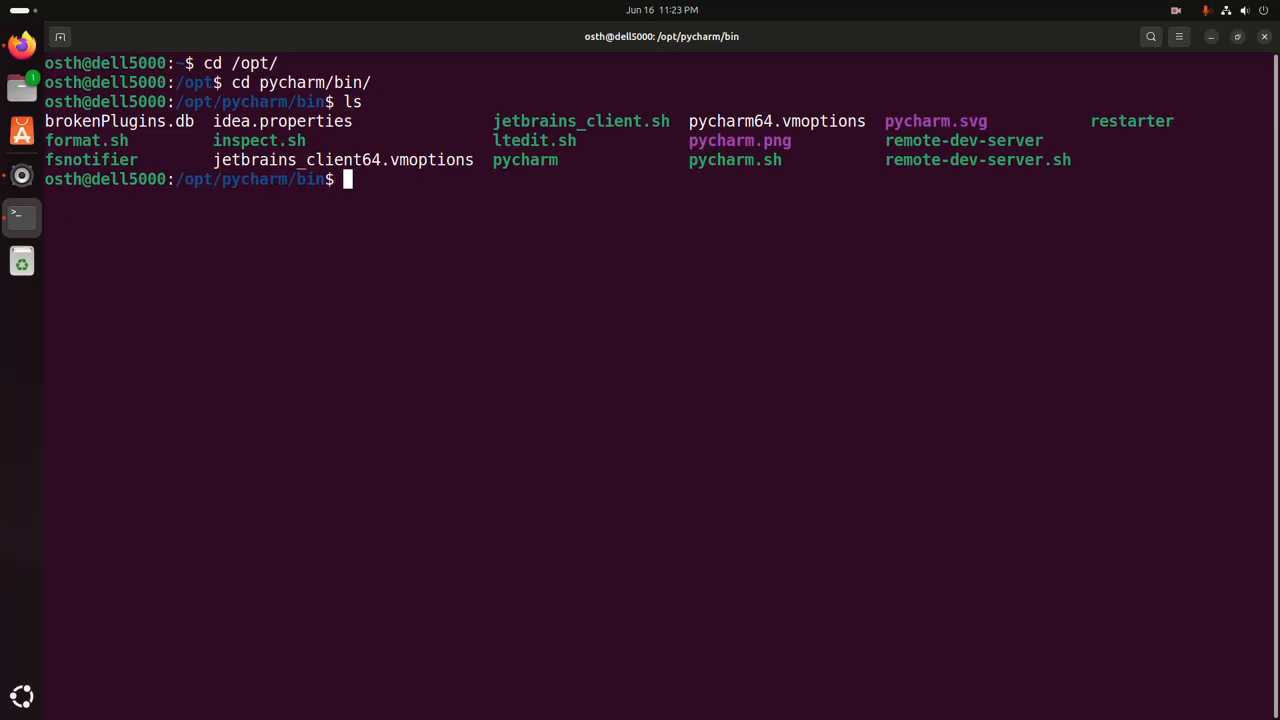 Jun 16 11:23 PM
osth@dell5000: /opt/pycharm/bin
osth@dell5000:~$ cd /opt/
osth@dell5000:/opt$ cd pycharm/bin/
osth@dell5000:/opt/pycharm/bin$ ls
brokenPlugins.db idea.properties jetbrains_client.sh pycharm64.vmoptions pycharm.svg restarter
format.sh inspect.sh ltedit.sh pycharm.png remote-dev-server
fsnotifier jetbrains_client64.vmoptions pycharm pycharm.sh remote-dev-server.sh
osth@dell5000:/opt/pycharm/bin$
1
>_